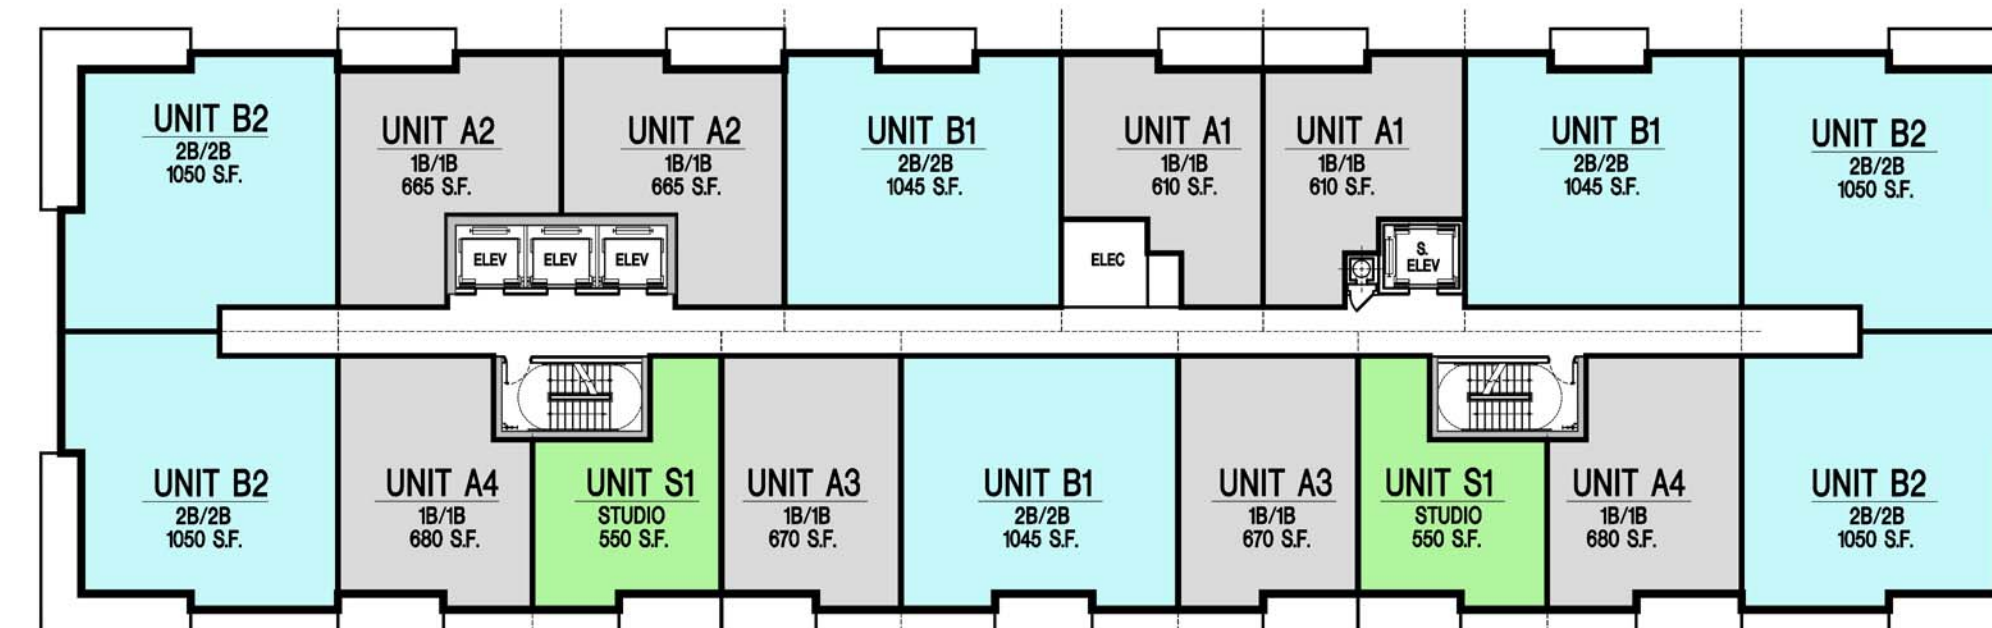 UNIT B2
2B/2B
1050 S.F.
UNIT A2
1B/1B
665 S.F.
UNIT A2
1B/1B
665 S.F.
UNIT B1
2B/2B
1045 S.F.
UNIT A1
1B/1B
610 S.F.
UNIT A1
1B/1B
610 S.F.
UNIT B1
2B/2B
1045 S.F.
UNIT B2
2B/2B
1050 S.F.
ELEV
ELEV
ELEV
ELEC
S.
ELEV
UNIT B2
2B/2B
1050 S.F.
UNIT A4
1B/1B
680 S.F.
UNIT S1
STUDIO
550 S.F.
UNIT A3
1B/1B
670 S.F.
UNIT B1
2B/2B
1045 S.F.
UNIT A3
1B/1B
670 S.F.
UNIT S1
STUDIO
550 S.F.
UNIT A4
1B/1B
680 S.F.
UNIT B2
2B/2B
1050 S.F.